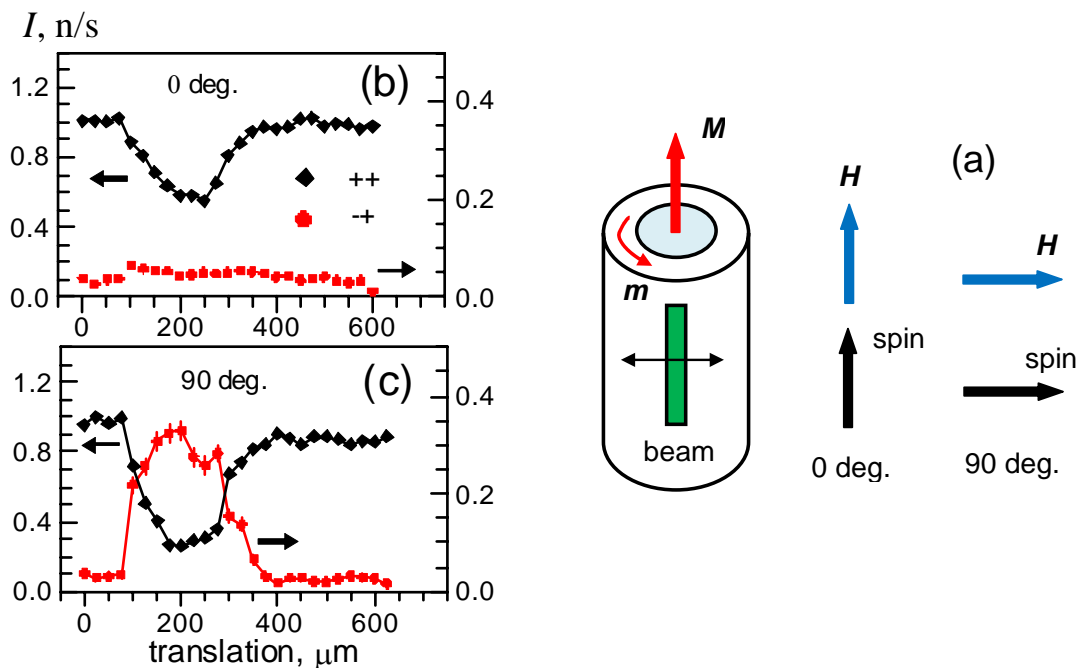 I, n/s
0 deg.
(b)
1.2
0.8
0.4
0.0
0.4
0.2
0.0
++
-+
0 200 400 600
90 deg.
(c)
1.2
0.8
0.4
0.0
0.4
0.2
0.0
0 200 400 600
translation, μm
(a)
M
m
beam
H
spin
0 deg.
H
spin
90 deg.